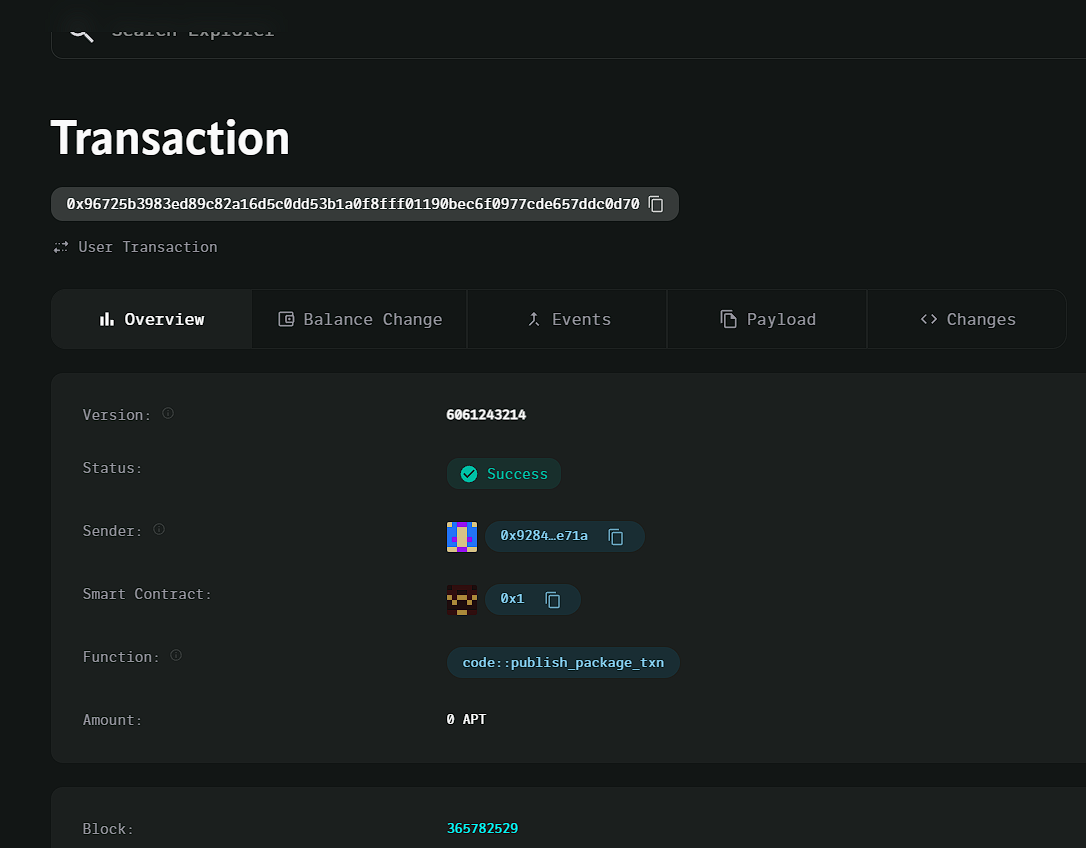 Search Explorer
Transaction
0x96725b3983ed89c82a16d5c0dd53b1a0f8fff01190bec6f0977cde657ddc0d70
User Transaction
Overview Balance Change Events Payload Changes
Version: 6061243214
Status: Success
Sender: 0x9284…e71a
Smart Contract: 0x1
Function: code::publish_package_txn
Amount: 0 APT
Block: 365782529